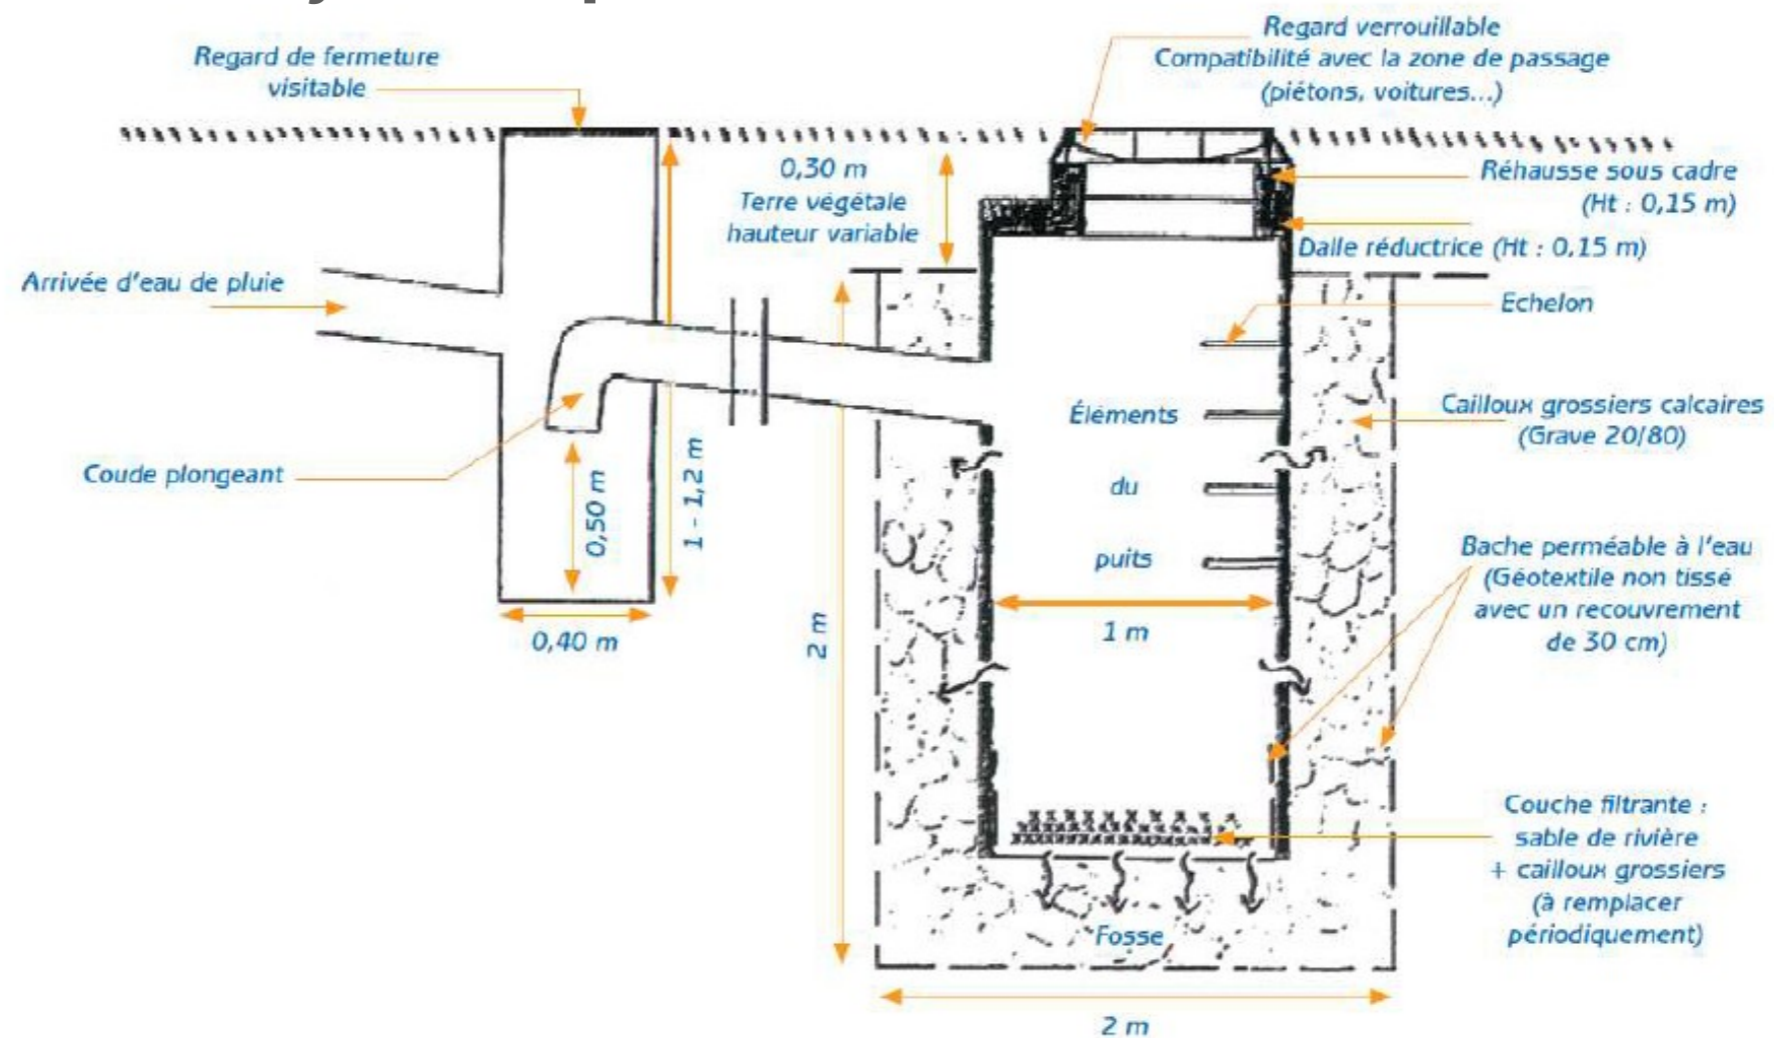 Regard de fermeture
visitable
Regard verrouillable
Compatibilité avec la zone de passage
(piétons, voitures...)
0,30 m
Terre végétale
hauteur variable
Réhausse sous cadre
(Ht : 0,15 m)
Dalle réductrice (Ht : 0,15 m)
Arrivée d'eau de pluie
Echelon
Coude plongeant
0,50 m
1 - 1,2 m
0,40 m
Éléments
du
puits
1 m
2 m
Cailloux grossiers calcaires
(Grave 20/80)
Bache perméable à l'eau
(Géotextile non tissé
avec un recouvrement
de 30 cm)
Couche filtrante :
sable de rivière
+ cailloux grossiers
(à remplacer
périodiquement)
Fosse
2 m